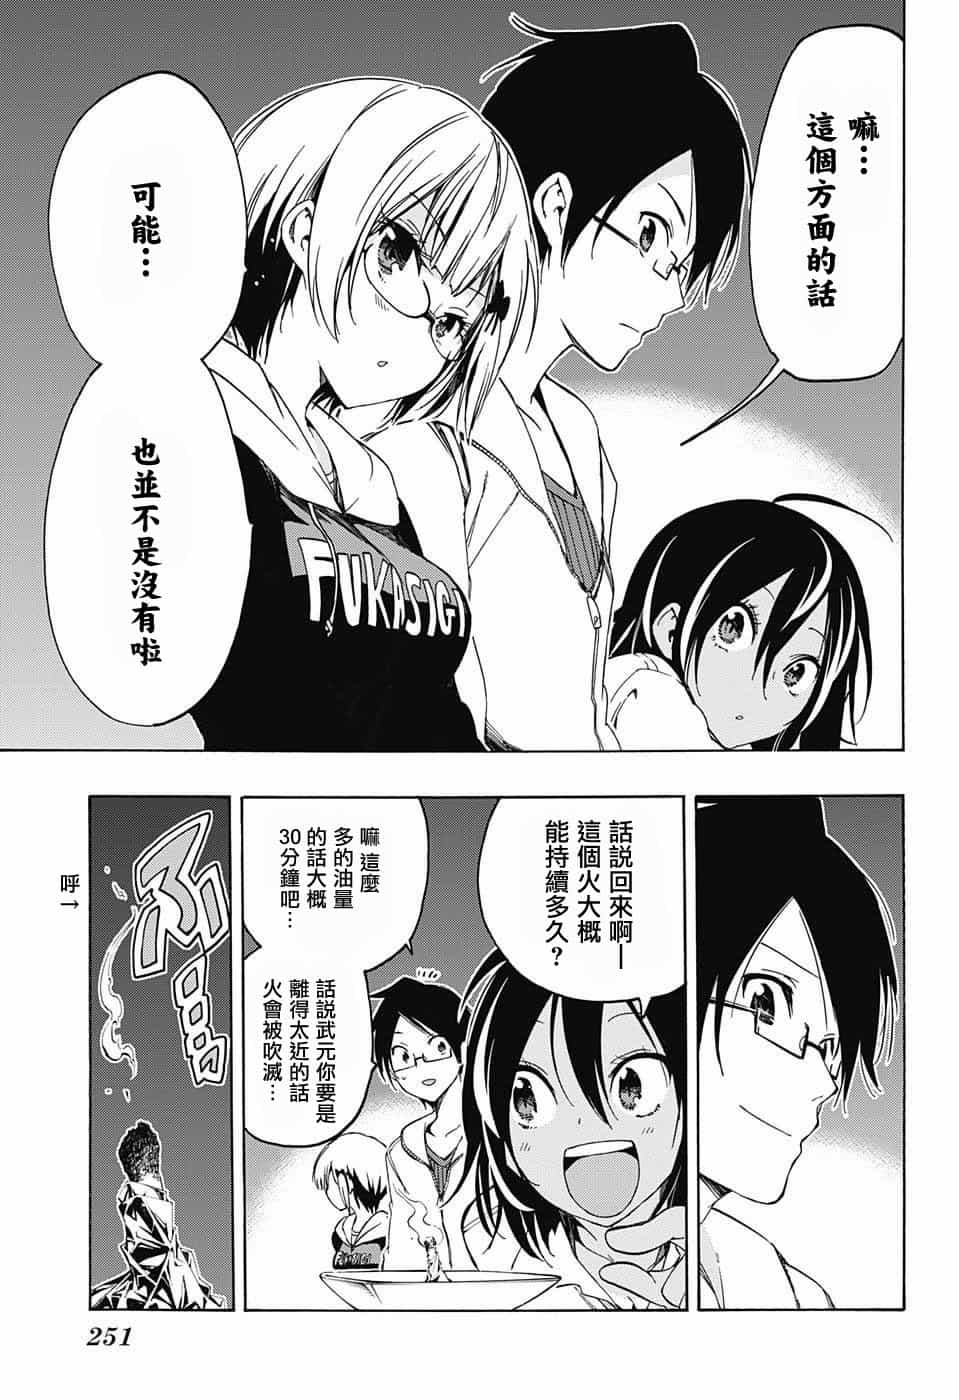 嘛…
這個方面的話
可能…
也並不是沒有啦
FUKASIGI
話說回來啊ー
這個火大概
能持續多久?
嘛 這麼
多的油量
的話大概
30分鐘吧…
話說武元你要是
離得太近的話
火會被吹滅…
FUKASIGI
ふー
呼→
251